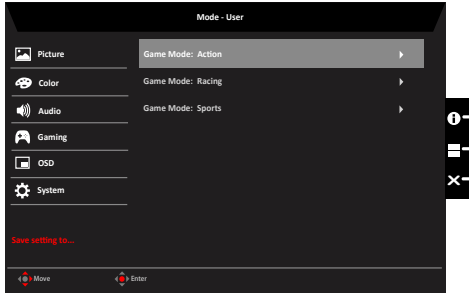 Mode - User
Picture
Color
Audio
Gaming
OSD
System
Game Mode: Action
Game Mode: Racing
Game Mode: Sports
Save setting to...
Move
Enter